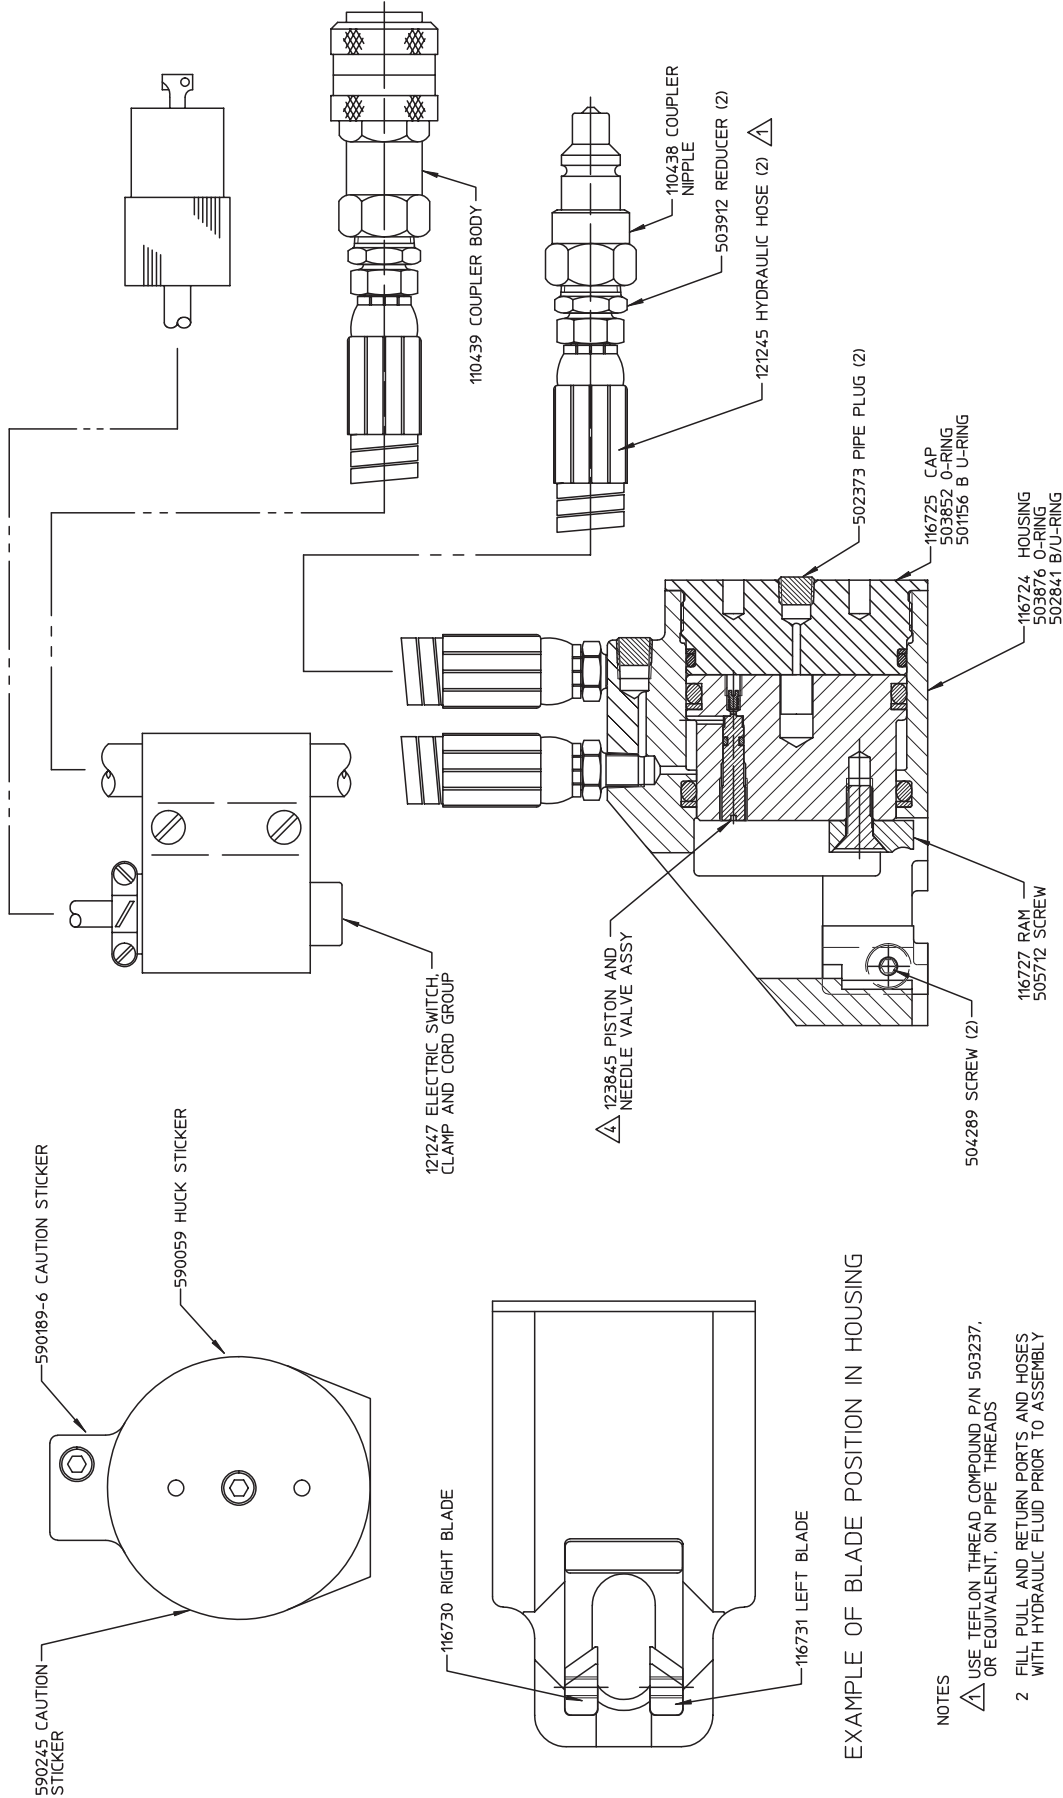 590245 CAUTION
STICKER
590189-6 CAUTION STICKER
590059 HUCK STICKER
121247 ELECTRIC SWITCH,
CLAMP AND CORD GROUP
110439 COUPLER BODY
110438 COUPLER
NIPPLE
503912 REDUCER (2)
121245 HYDRAULIC HOSE (2) 1
502373 PIPE PLUG (2)
116725 CAP
503852 O-RING
501156 B U-RING
116724 HOUSING
503876 O-RING
502841 B/U-RING
4 123845 PISTON AND
NEEDLE VALVE ASSY
116727 RAM
505712 SCREW
504289 SCREW (2)
116730 RIGHT BLADE
116731 LEFT BLADE
EXAMPLE OF BLADE POSITION IN HOUSING
NOTES
1 USE TEFLON THREAD COMPOUND P/N 503237,
OR EQUIVALENT, ON PIPE THREADS
2 FILL PULL AND RETURN PORTS AND HOSES
WITH HYDRAULIC FLUID PRIOR TO ASSEMBLY